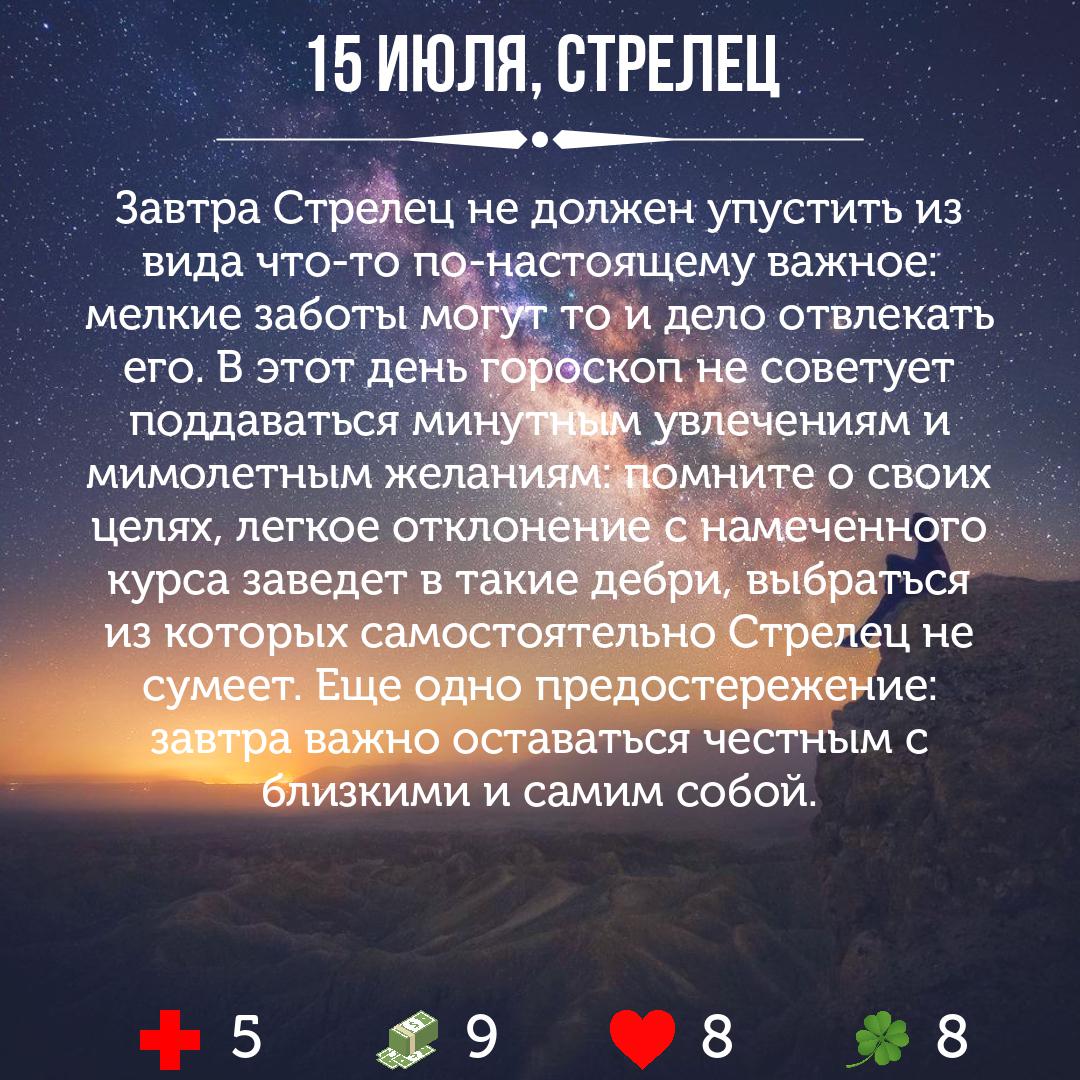 15 ИЮЛЯ, СТРЕЛЕЦ
Завтра Стрелец не должен упустить из
вида что-то по-настоящему важное:
мелкие заботы могут то и дело отвлекать
его. В этот день гороскоп не советует
поддаваться минутным увлечениям и
мимолетным желаниям: помните о своих
целях, легкое отклонение с намеченного
курса заведет в такие дебри, выбраться
из которых самостоятельно Стрелец не
сумеет. Еще одно предостережение:
завтра важно оставаться честным с
близкими и самим собой.
5 9 8 8